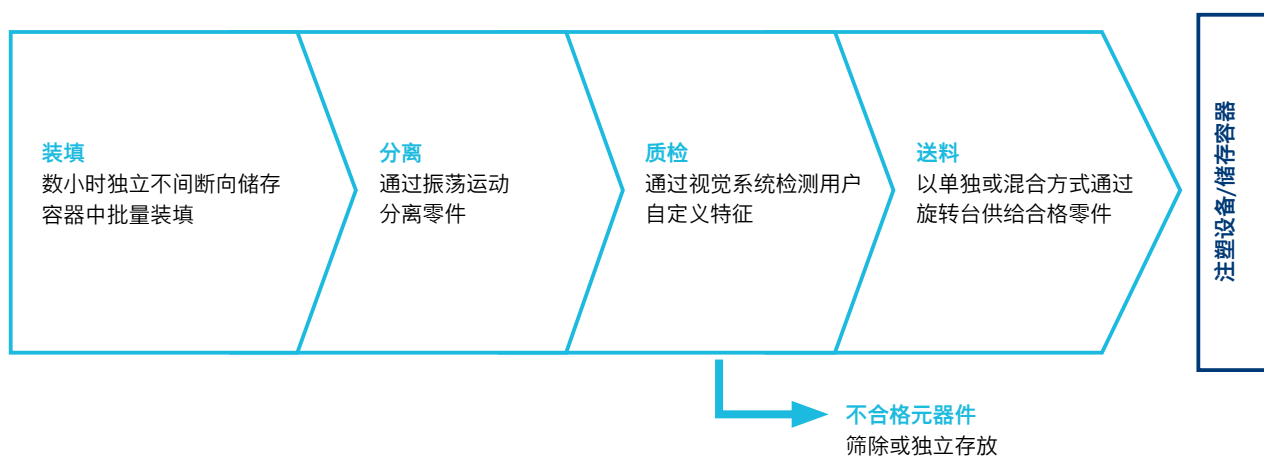 装填
数小时独立不间断向储存
容器中批量装填
分离
通过振荡运动
分离零件
质检
通过视觉系统检测用户
自定义特征
送料
以单独或混合方式通过
旋转台供给合格零件
注塑设备/储存容器
不合格元器件
筛除或独立存放